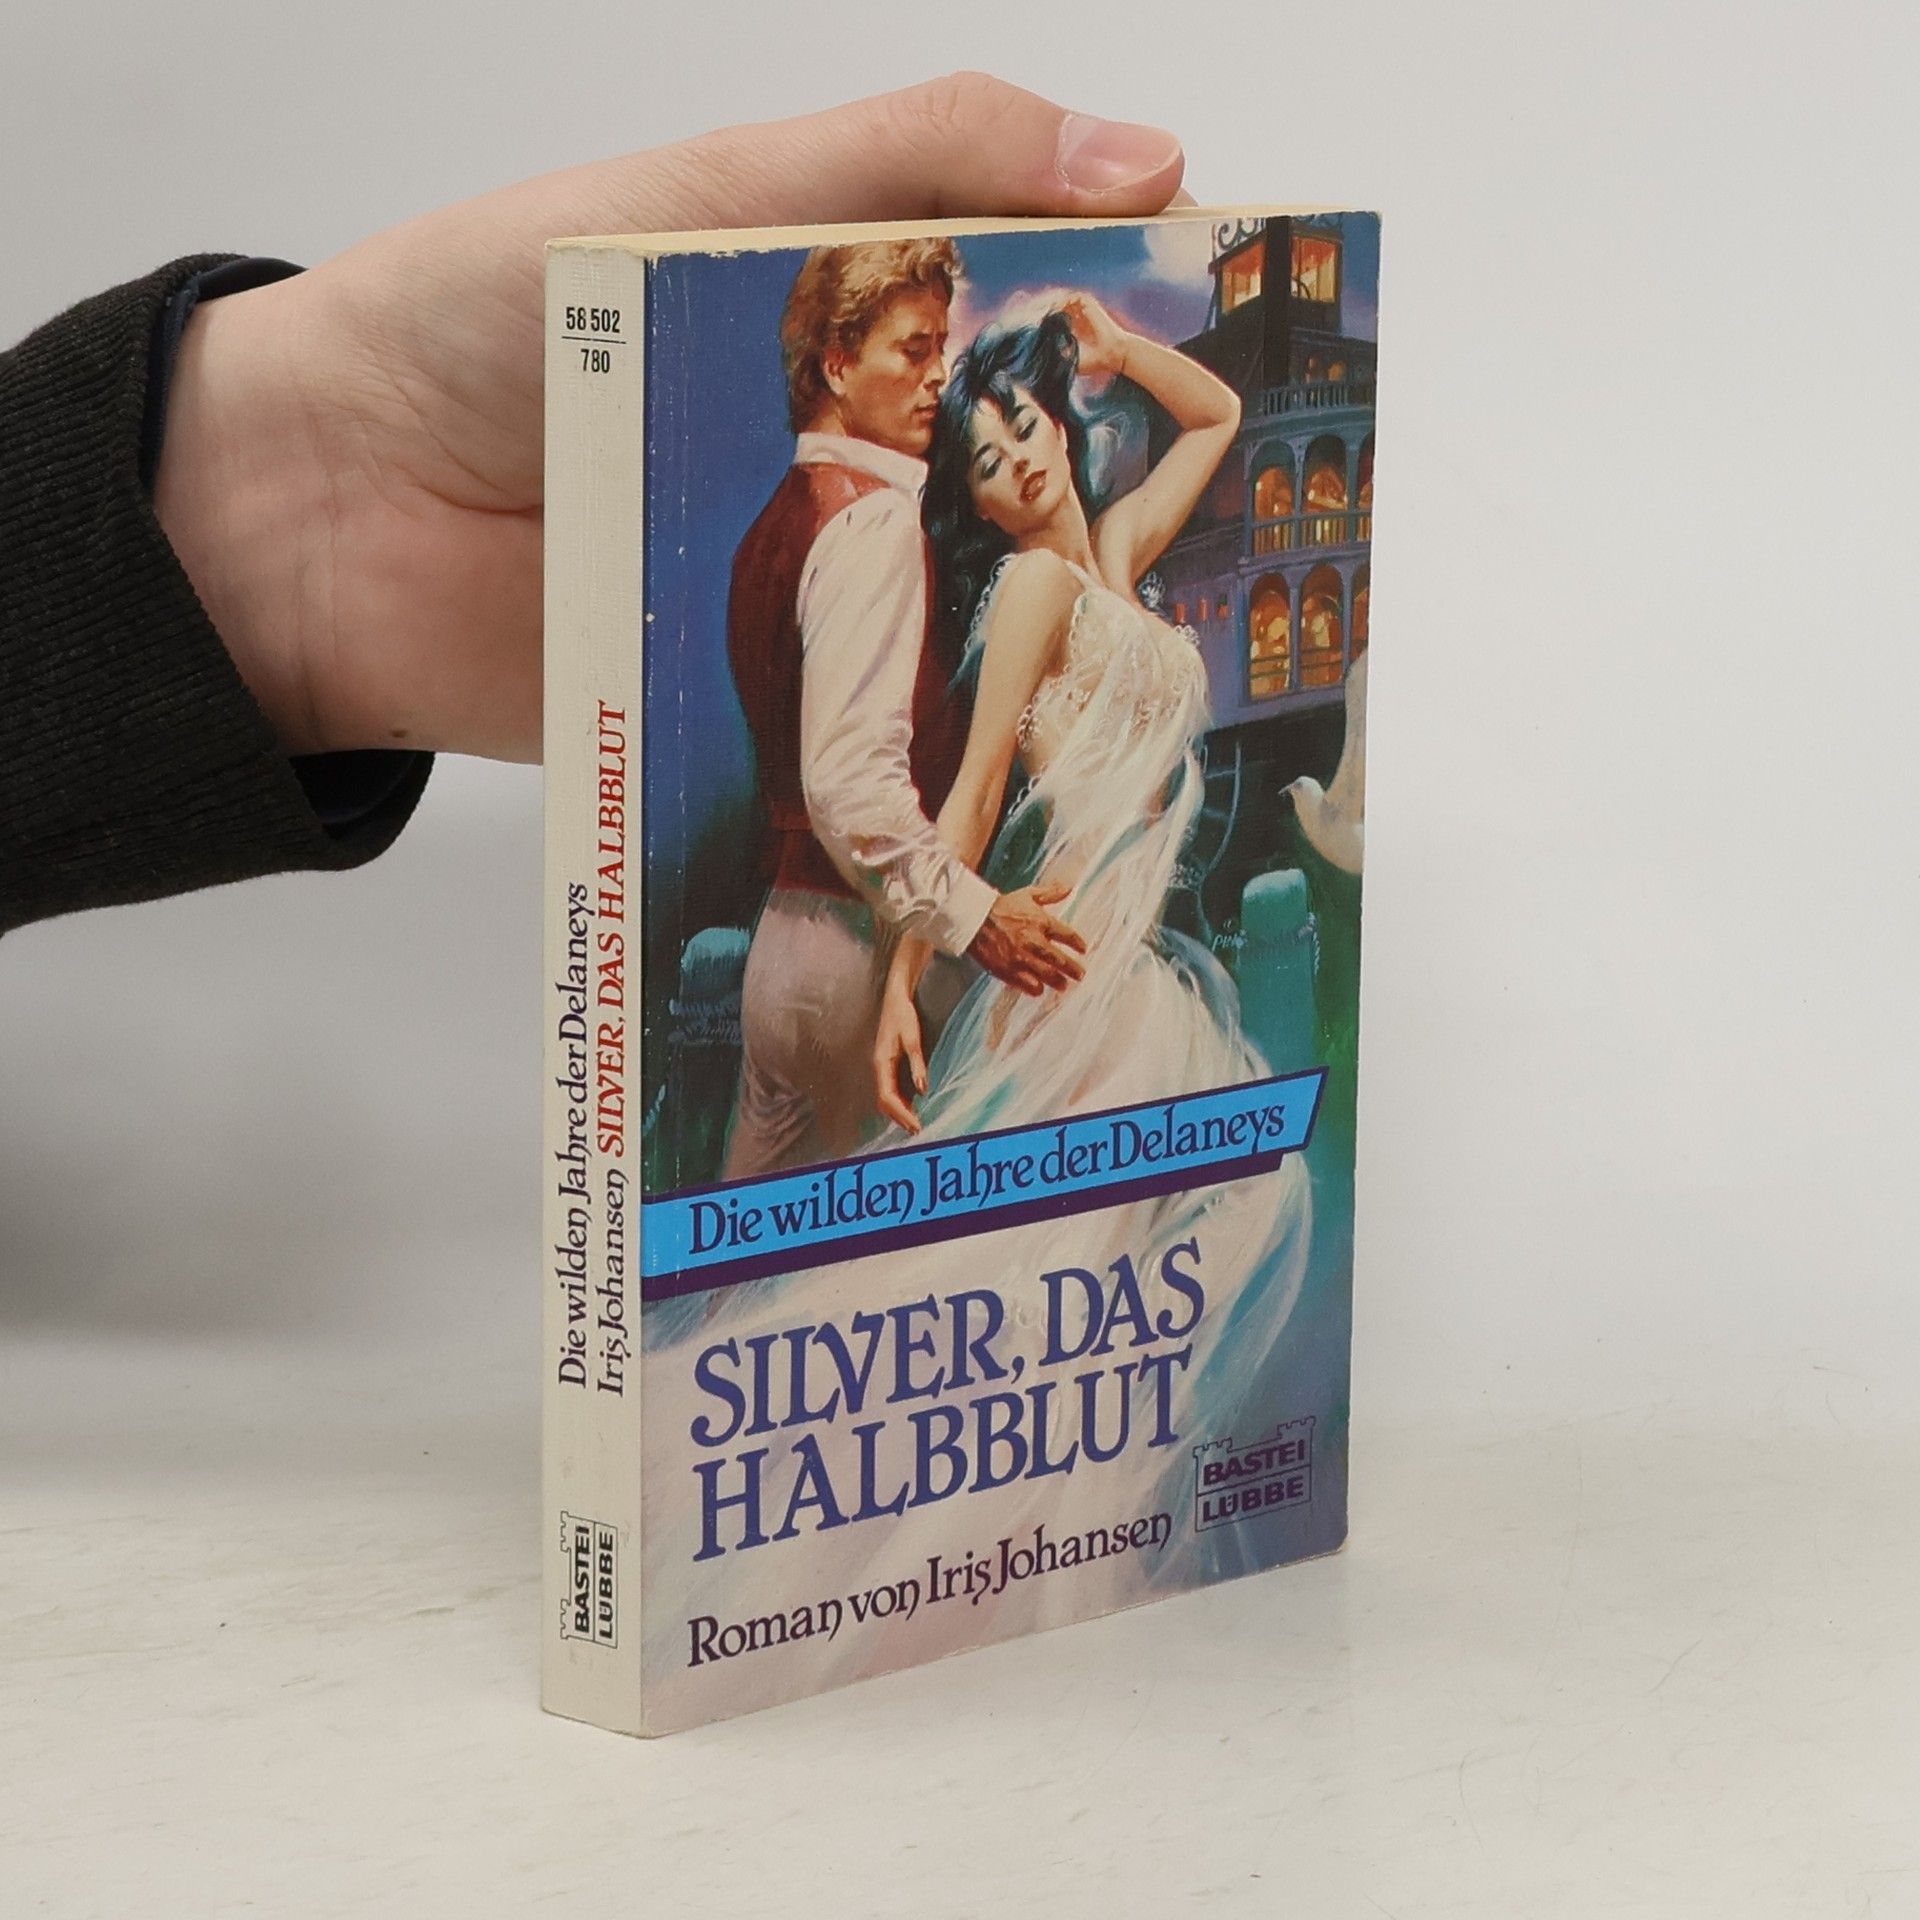 58 502
780
Die wilden Jahre der Delaneys
Iris Johansen SILVER, DAS HALBBLUT
BASTEI
LÜBBE
Die wilden Jahre der Delaneys
SILVER, DAS
HALBBLUT
Roman von Iris Johansen
BASTEI
LÜBBE